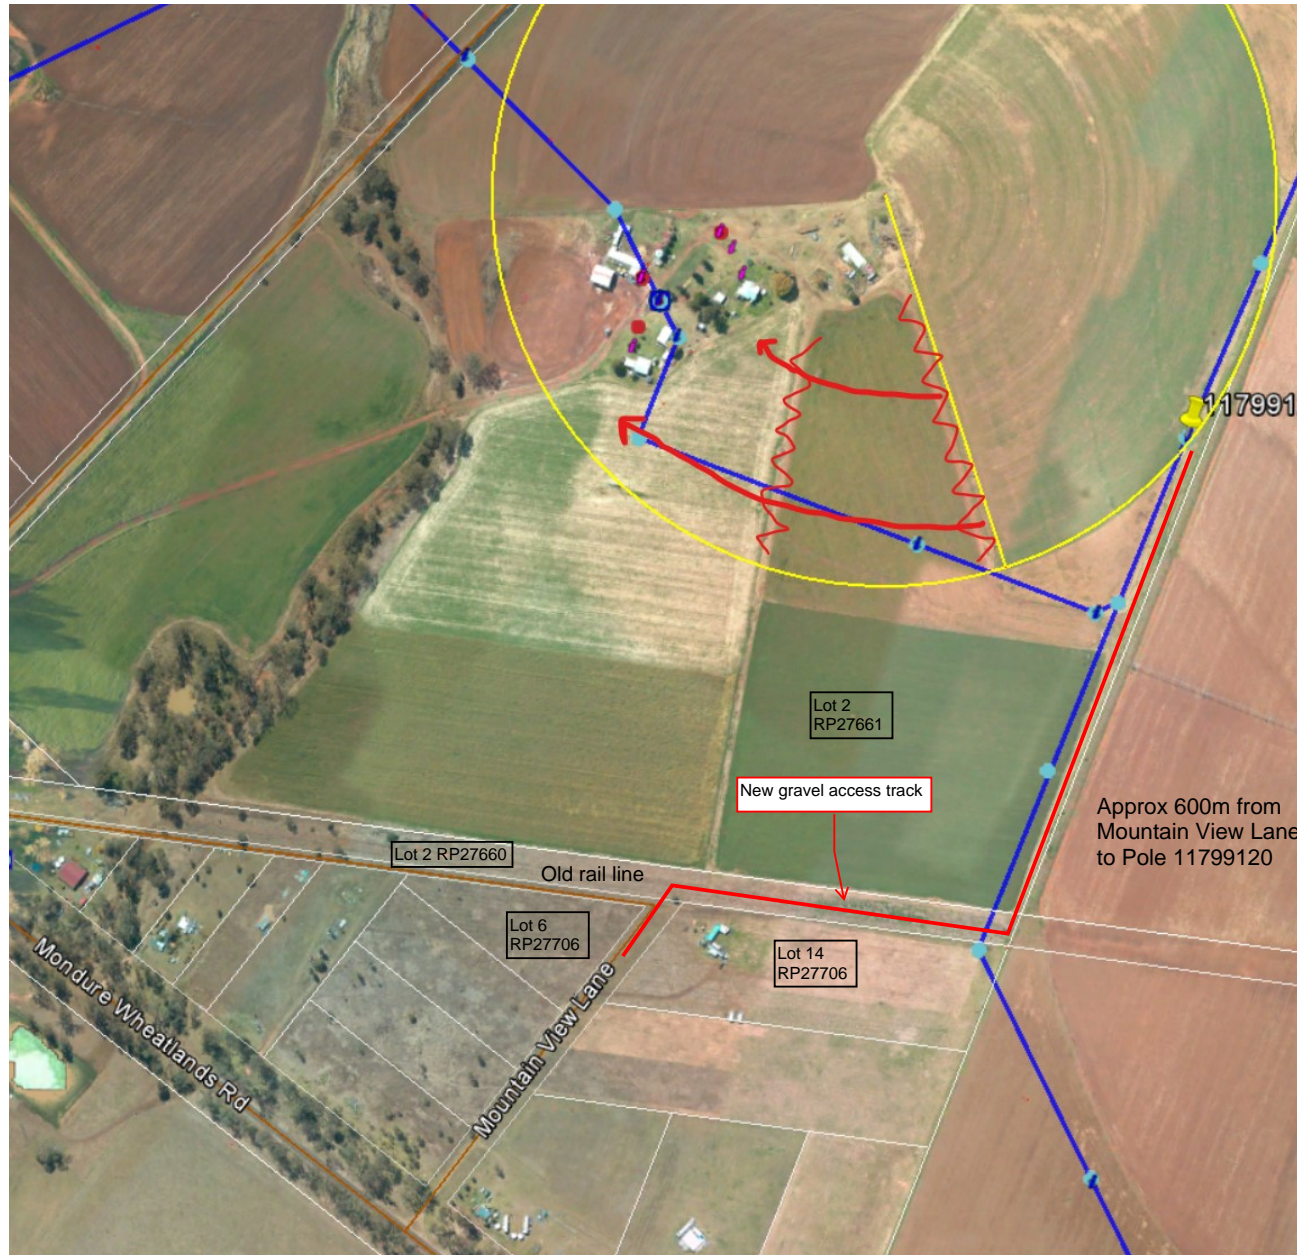 117991
Lot 2
RP27661
New gravel access track
Approx 600m from
Mountain View Lane
to Pole 11799120
Lot 2 RP27660
Old rail line
Lot 6
RP27706
Lot 14
RP27706
Mondure Wheatlands Rd
Mountain View Lane